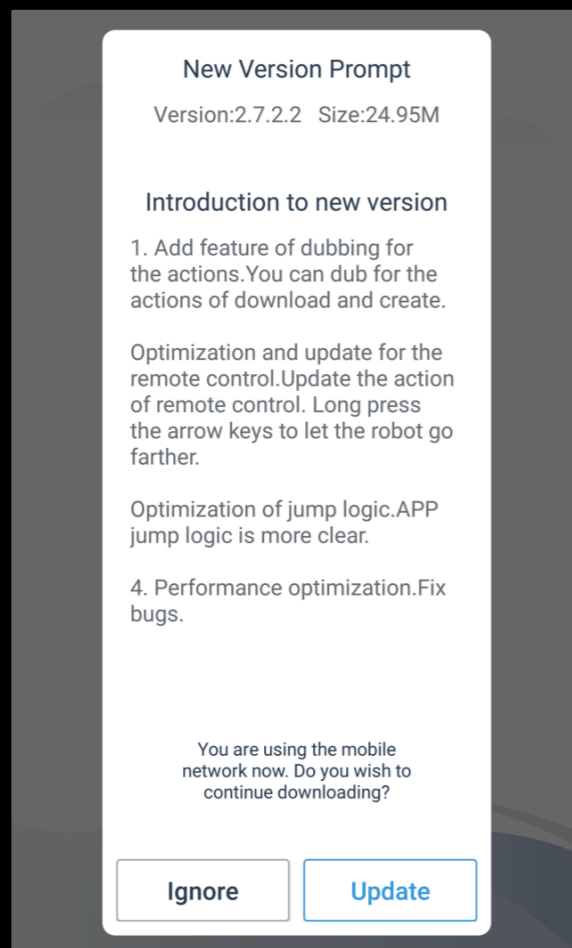 New Version Prompt
Version:2.7.2.2 Size:24.95M
Introduction to new version
1. Add feature of dubbing for
the actions.You can dub for the
actions of download and create.
Optimization and update for the
remote control.Update the action
of remote control. Long press
the arrow keys to let the robot go
farther.
Optimization of jump logic.APP
jump logic is more clear.
4. Performance optimization.Fix
bugs.
You are using the mobile
network now. Do you wish to
continue downloading?
Ignore
Update